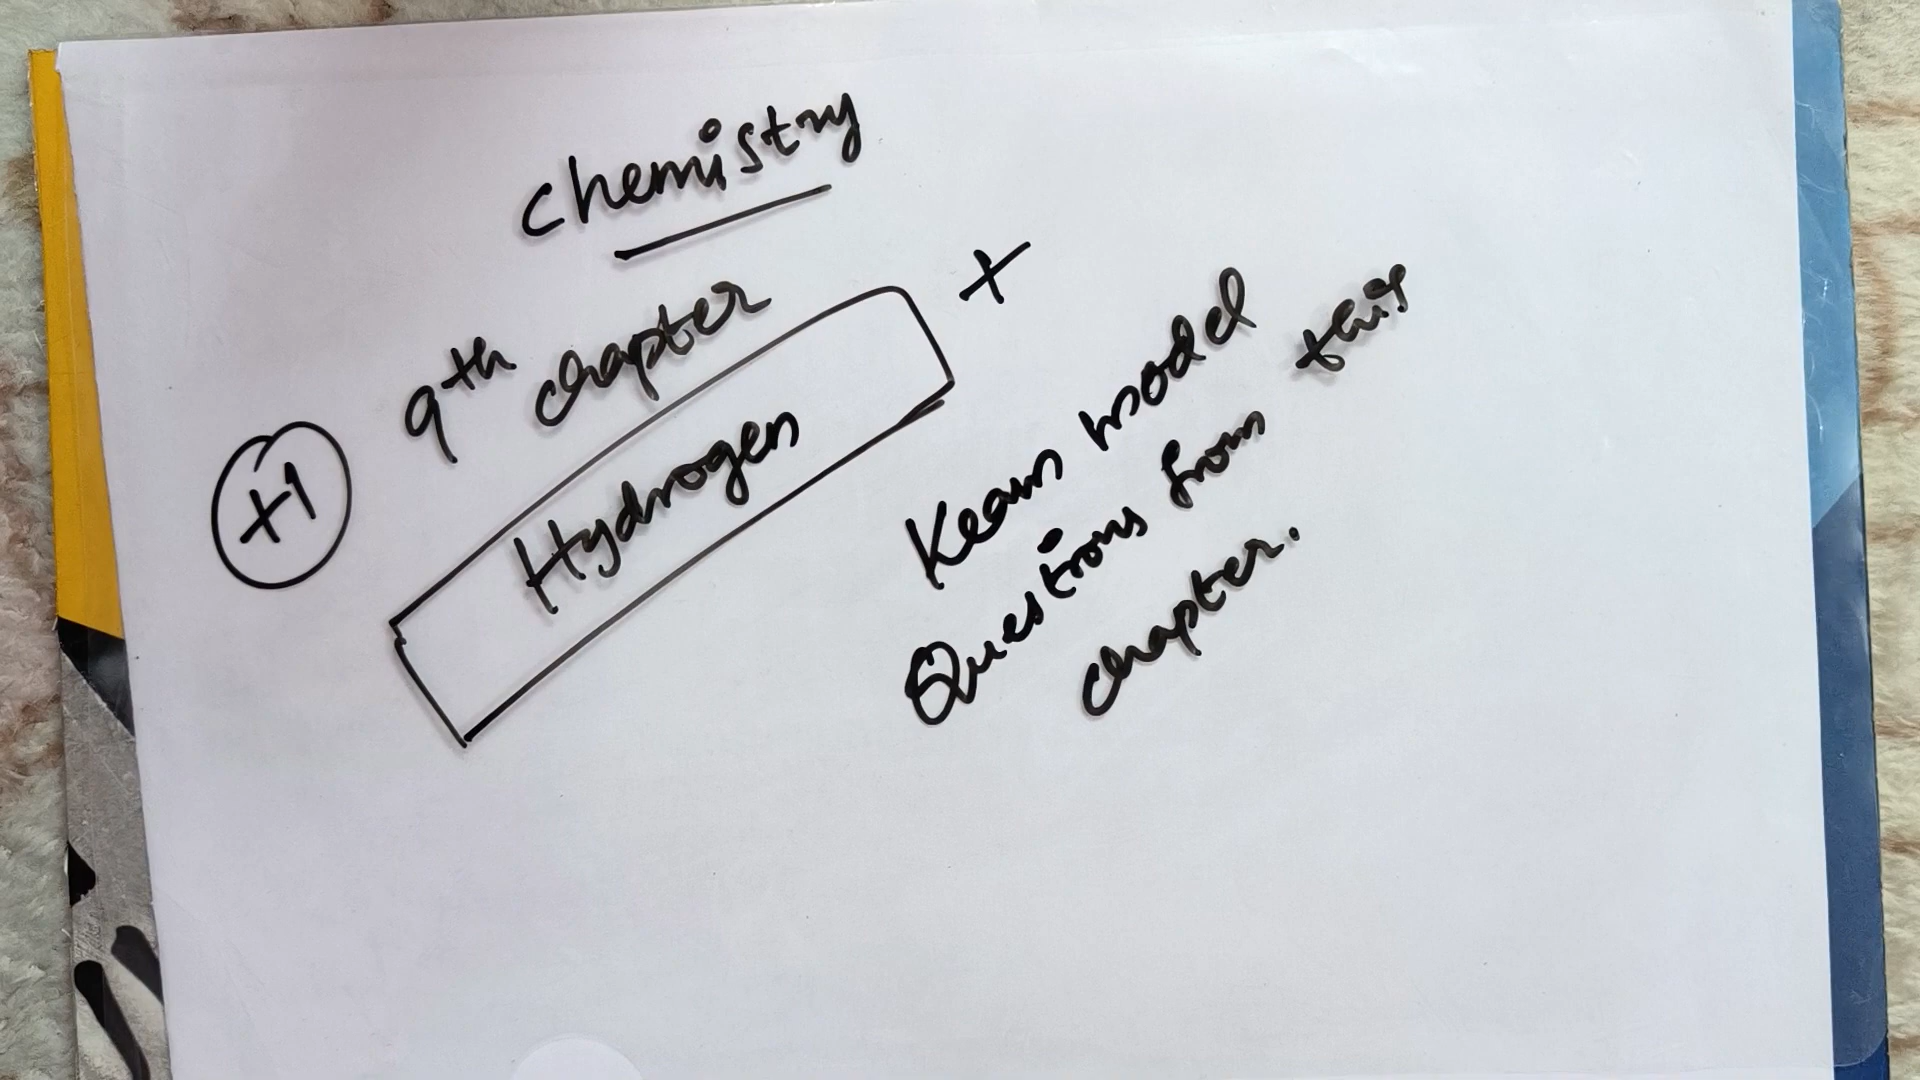 Chemistry
+1 9th chapter
Hydrogen +
Keam model
Questions from this
chapter.